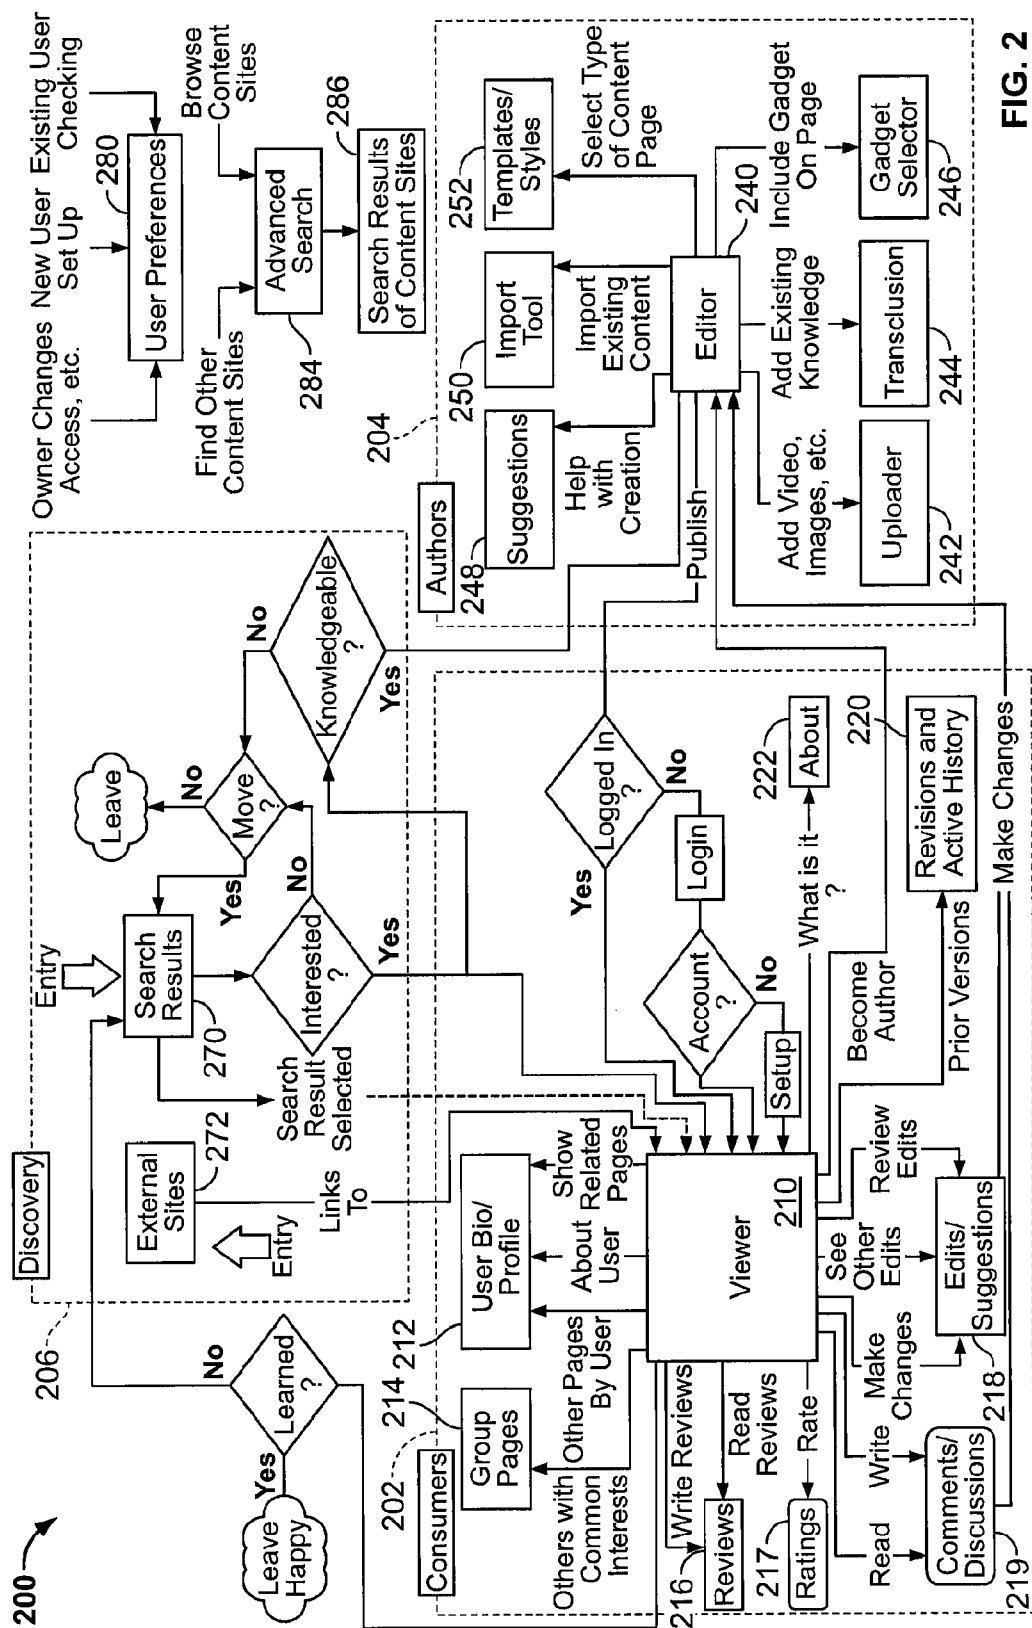 200
206
Discovery
Entry
External
Sites
272
Links
To
Entry
Search
Results
270
Search
Result
Selected
Interested
?
No
Yes
Move
?
Yes
No
Leave
Knowledgeable
?
No
Yes
Learned
?
No
Yes
Leave
Happy
Owner Changes
Access, etc.
New User
Set Up
Existing User
Checking
User Preferences
280
Find Other
Content Sites
Browse
Content
Sites
Advanced
Search
284
Search Results
of Content Sites
286
202
Consumers
214
Group
Pages
212
User Bio/
Profile
Others with
Common
Interests
Other Pages
By User
About
User
Show
Related
Pages
Viewer
210
Write Reviews
Read
Reviews
216
Reviews
Rate
217
Ratings
Read
Write
Comments/
Discussions
219
Make
Changes
See
Other
Edits
Review
Edits
Edits/
Suggestions
218
Prior Versions
Revisions and
Active History
220
What is it
?
About
222
Become
Author
Make Changes
Logged In
?
Yes
No
Login
Account
?
No
Setup
204
Authors
248
Suggestions
250
Import
Tool
252
Templates/
Styles
Help
with
Creation
Import
Existing
Content
Select Type
of Content
Page
Publish
Editor
240
Add Video,
Images, etc.
Add Existing
Knowledge
Include Gadget
On Page
Uploader
242
Transclusion
244
Gadget
Selector
246
FIG. 2